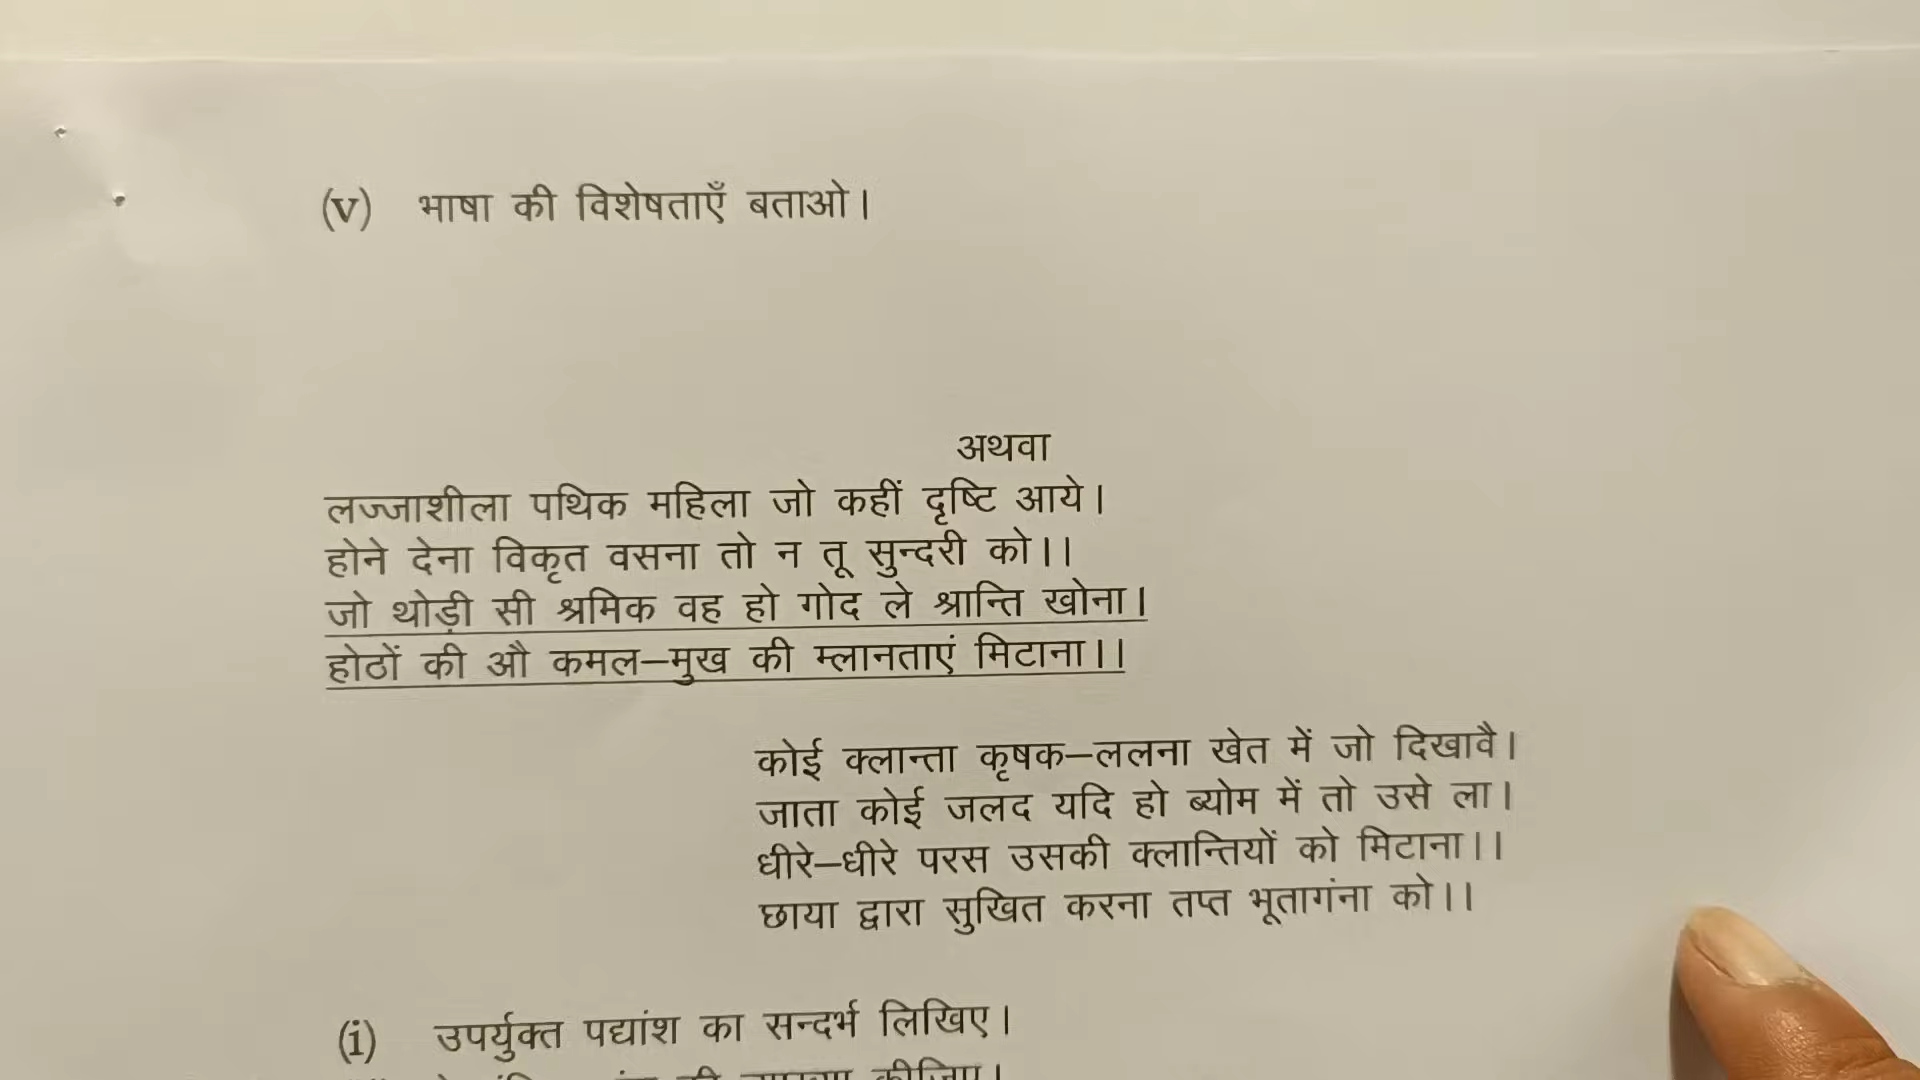 (v) भाषा की विशेषताएँ बताओ।
अथवा
लज्जाशीला पथिक महिला जो कहीं दृष्टि आये।
होने देना विकृत वसना तो न तू सुन्दरी को।।
जो थोड़ी सी श्रमिक वह हो गोद ले श्रान्ति खोना।
होठों की औ कमल–मुख की म्लानताएं मिटाना।।
कोई क्लान्ता कृषक–ललना खेत में जो दिखावै।
जाता कोई जलद यदि हो ब्योम में तो उसे ला।
धीरे–धीरे परस उसकी क्लान्तियों को मिटाना।।
छाया द्वारा सुखित करना तप्त भूतागंना को।।
(i) उपर्युक्त पद्यांश का सन्दर्भ लिखिए।